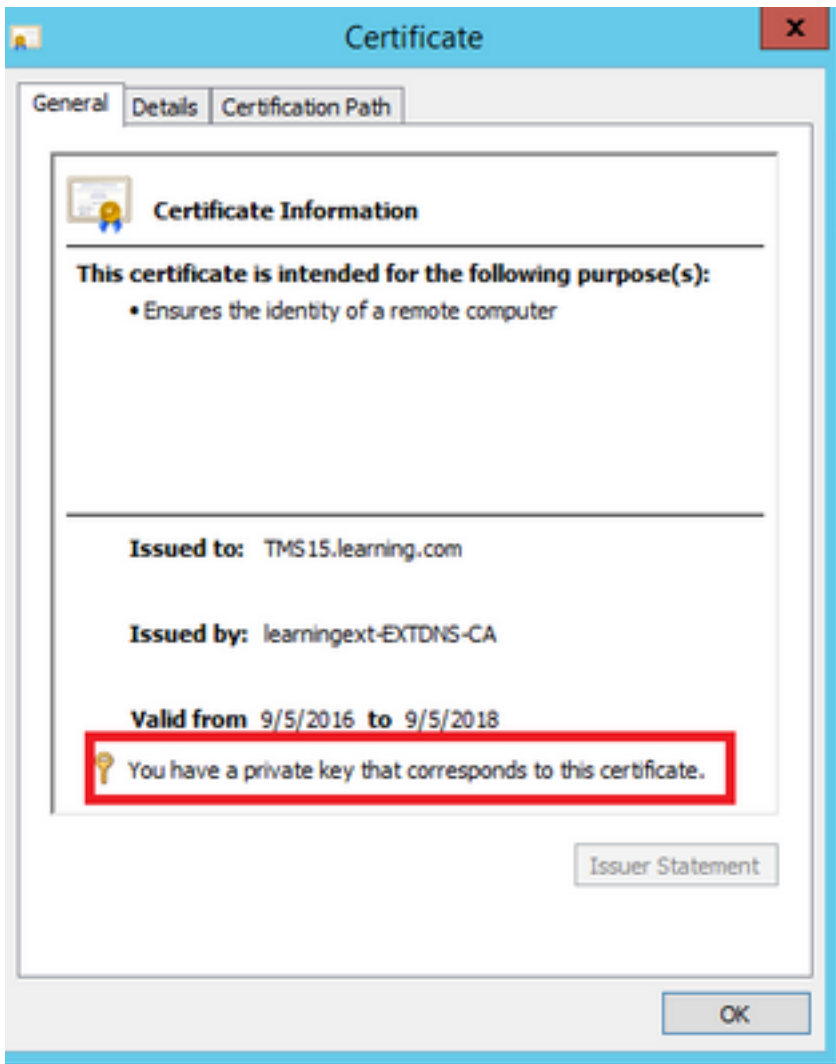 Certificate
x
General Details Certification Path
Certificate Information
This certificate is intended for the following purpose(s):
• Ensures the identity of a remote computer
Issued to: TMS15.learning.com
Issued by: learningext-EXTDNS-CA
Valid from 9/5/2016 to 9/5/2018
You have a private key that corresponds to this certificate.
Issuer Statement
OK